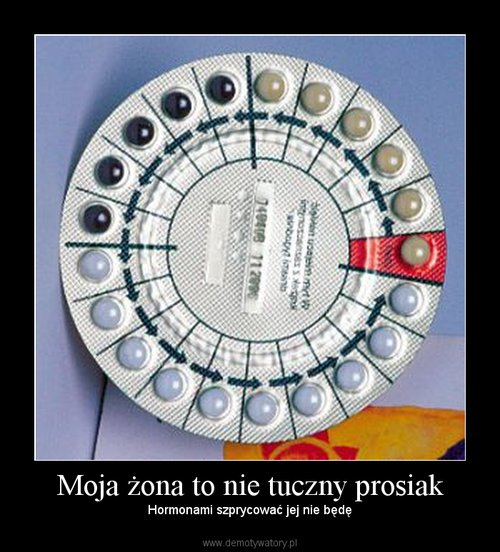 Moja żona to nie tuczny prosiak
Hormonami szprycować jej nie będę
www.demotywatory.pl